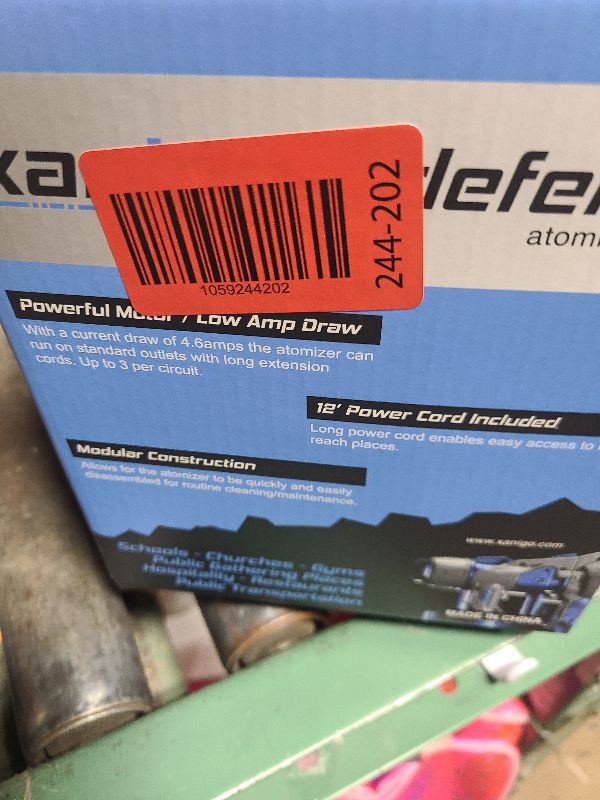 xa
defe
atomi
244-202
1059244202
Powerful Motor / Low Amp Draw
With a current draw of 4.6amps the atomizer can
run on standard outlets with long extension
cords. Up to 3 per circuit.
12' Power Cord Included
Long power cord enables easy access to
reach places.
Modular Construction
Allows for the atomizer to be quickly and easily
disassembled for routine cleaning/maintenance.
Schools - Churches - Gyms
Public Gathering Places
Hospitality - Restaurants
Public Transportation
www.xanigo.com
MADE IN CHINA